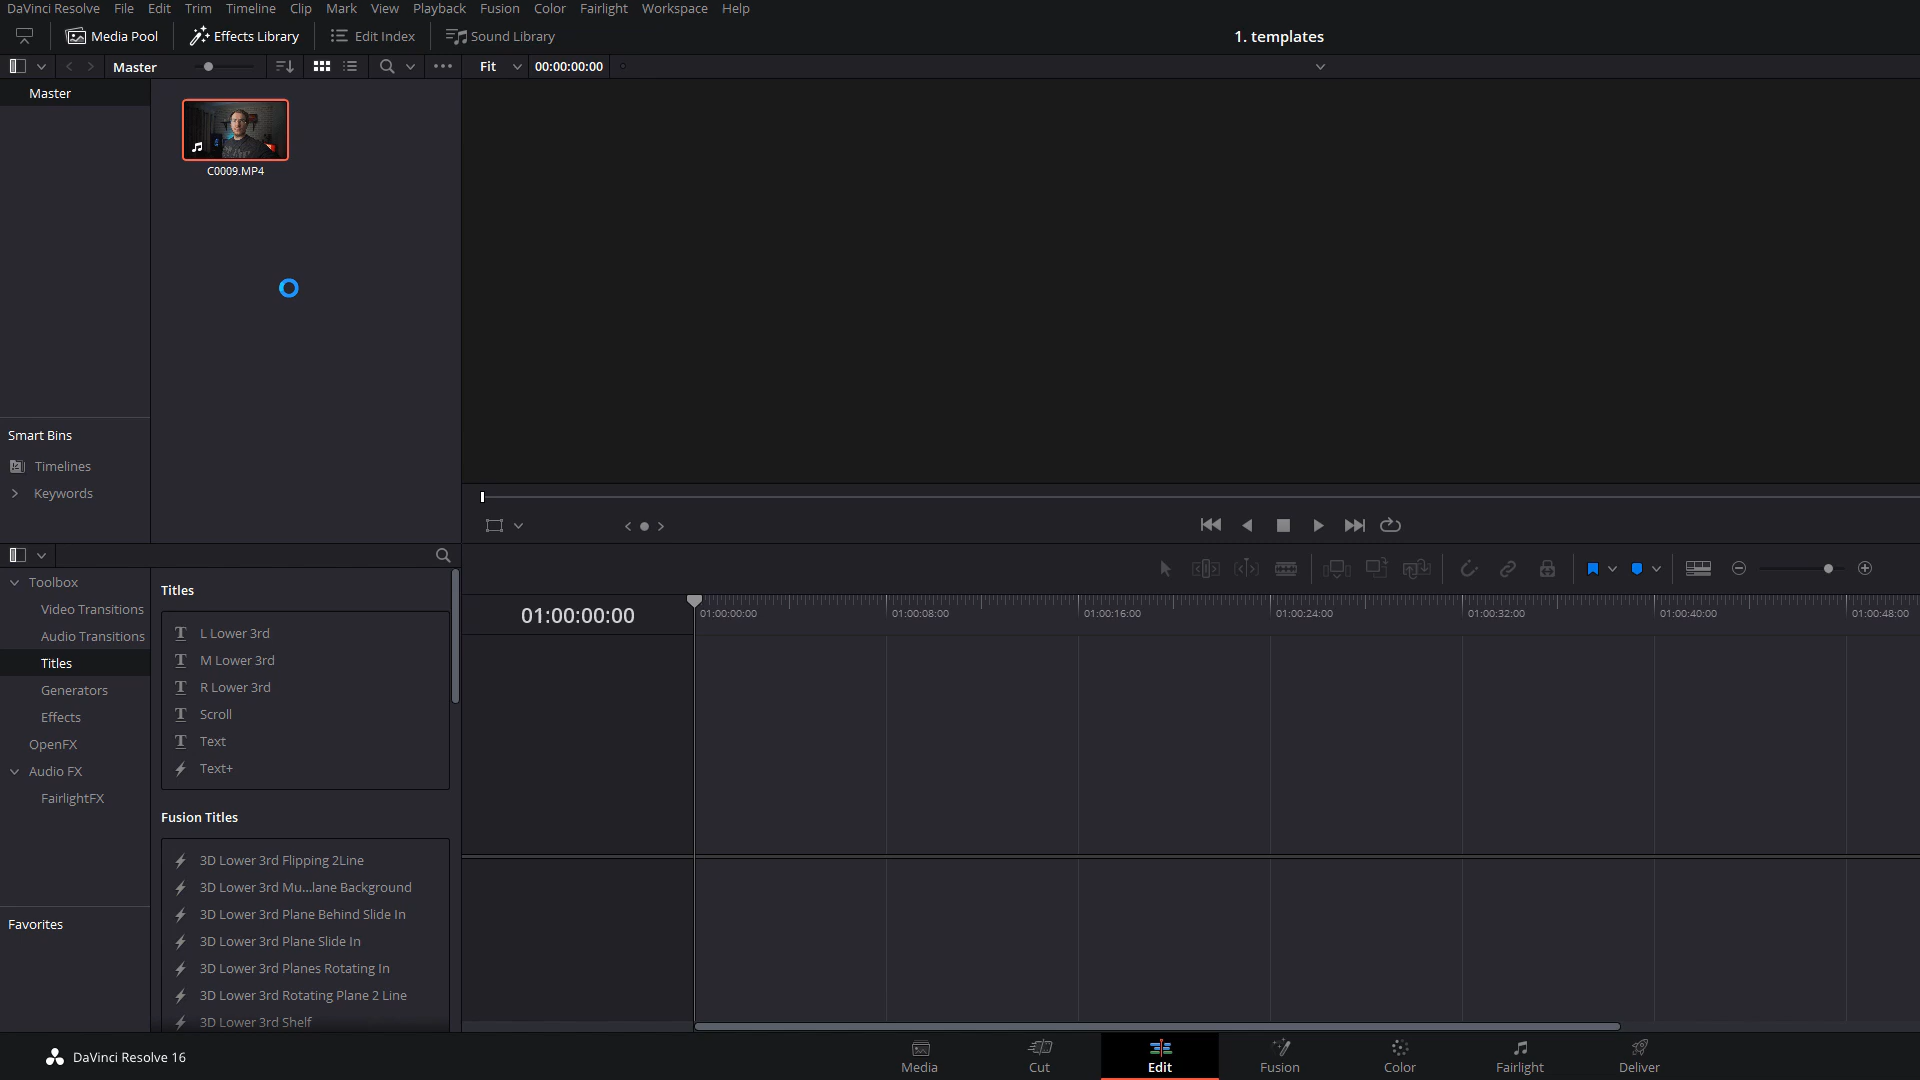 DaVinci Resolve File Edit Trim Timeline Clip Mark View Playback Fusion Color Fairlight Workspace Help
Media Pool Effects Library Edit Index Sound Library 1. templates
Master Fit 00:00:00:00
Master
C0009.MP4
Smart Bins
Timelines
Keywords
Toolbox
Video Transitions
Audio Transitions
Titles
Generators
Effects
OpenFX
Audio FX
FairlightFX
Favorites
Titles
L Lower 3rd
M Lower 3rd
R Lower 3rd
Scroll
Text
Text+
Fusion Titles
3D Lower 3rd Flipping 2Line
3D Lower 3rd Mu...lane Background
3D Lower 3rd Plane Behind Slide In
3D Lower 3rd Plane Slide In
3D Lower 3rd Planes Rotating In
3D Lower 3rd Rotating Plane 2 Line
3D Lower 3rd Shelf
01:00:00:00
01:00:00:00 01:00:08:00 01:00:16:00 01:00:24:00 01:00:32:00 01:00:40:00 01:00:48:00
DaVinci Resolve 16
Media Cut Edit Fusion Color Fairlight Deliver